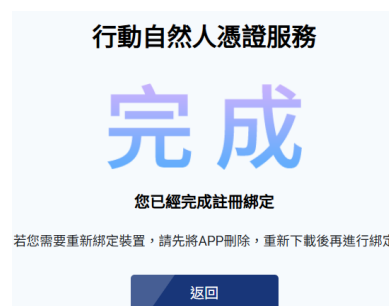 行動自然人憑證服務
完成
您已經完成註冊綁定
若您需要重新綁定裝置，請先將APP刪除，重新下載後再進行綁定
返回